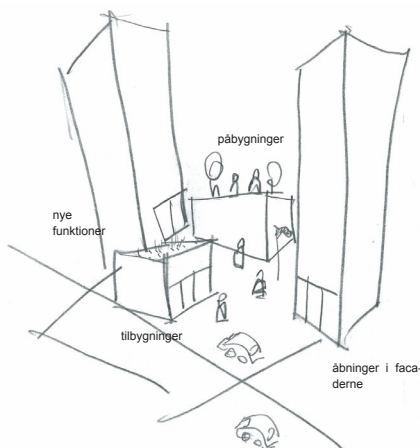 påbygninger
nye
funktioner
tilbygninger
åbninger i faca-
derne